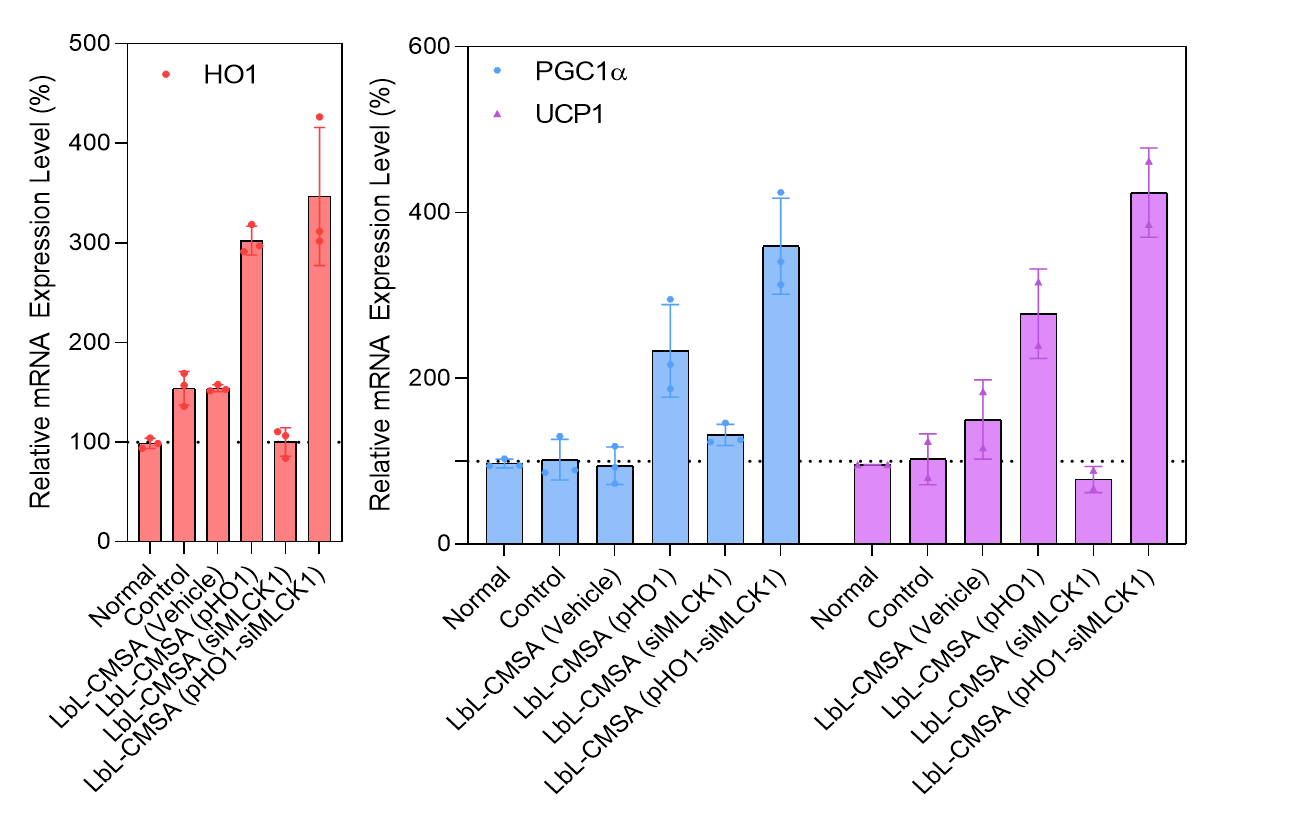 Relative mRNA  Expression Level (%)
500
400
300
200
100
0
HO1
Normal
Control
LbL-CMSA (Vehicle)
LbL-CMSA (pHO1)
LbL-CMSA (siMLCK1)
LbL-CMSA (pHO1-siMLCK1)
Relative mRNA  Expression Level (%)
600
400
200
0
PGC1α
UCP1
Normal
Control
LbL-CMSA (Vehicle)
LbL-CMSA (pHO1)
LbL-CMSA (siMLCK1)
LbL-CMSA (pHO1-siMLCK1)
Normal
Control
LbL-CMSA (Vehicle)
LbL-CMSA (pHO1)
LbL-CMSA (siMLCK1)
LbL-CMSA (pHO1-siMLCK1)